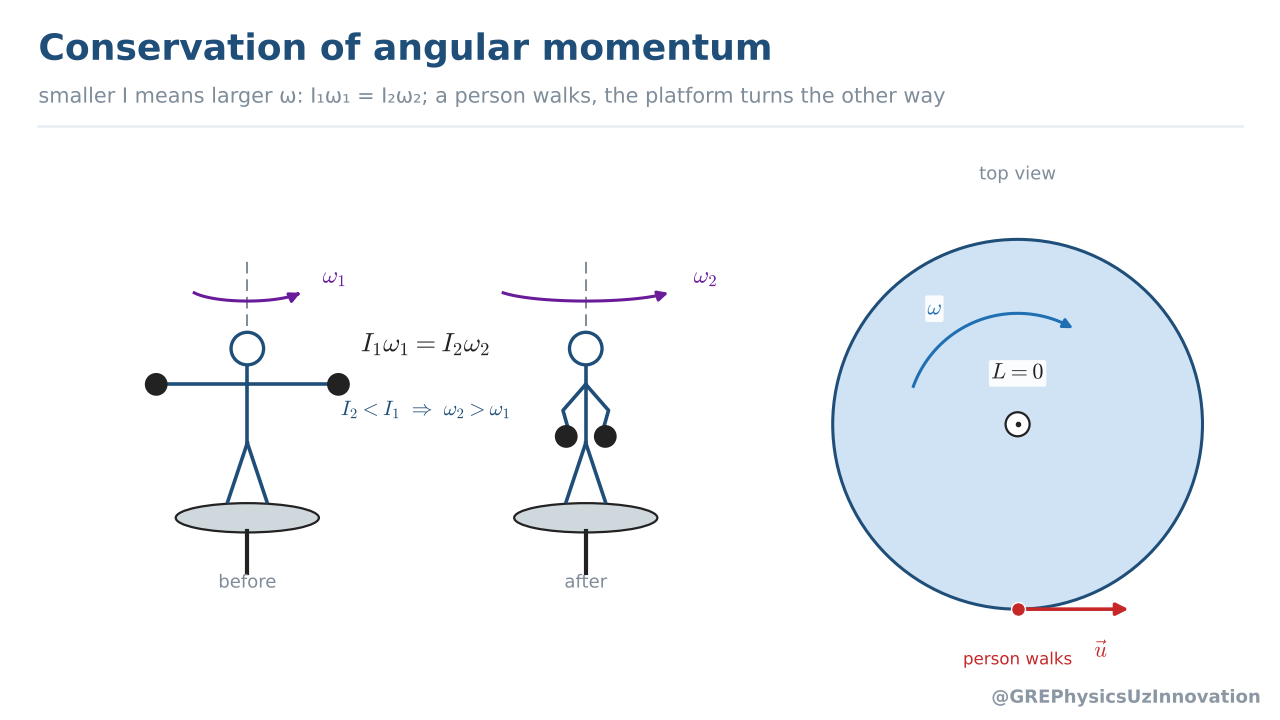 Conservation of angular momentum
smaller I means larger ω: I₁ω₁ = I₂ω₂; a person walks, the platform turns the other way
top view
ω₁
ω₂
ω
I₁ω₁ = I₂ω₂
L = 0
I₂ < I₁ ⇒ ω₂ > ω₁
before
after
person walks
u⃗
@GREPhysicsUzInnovation